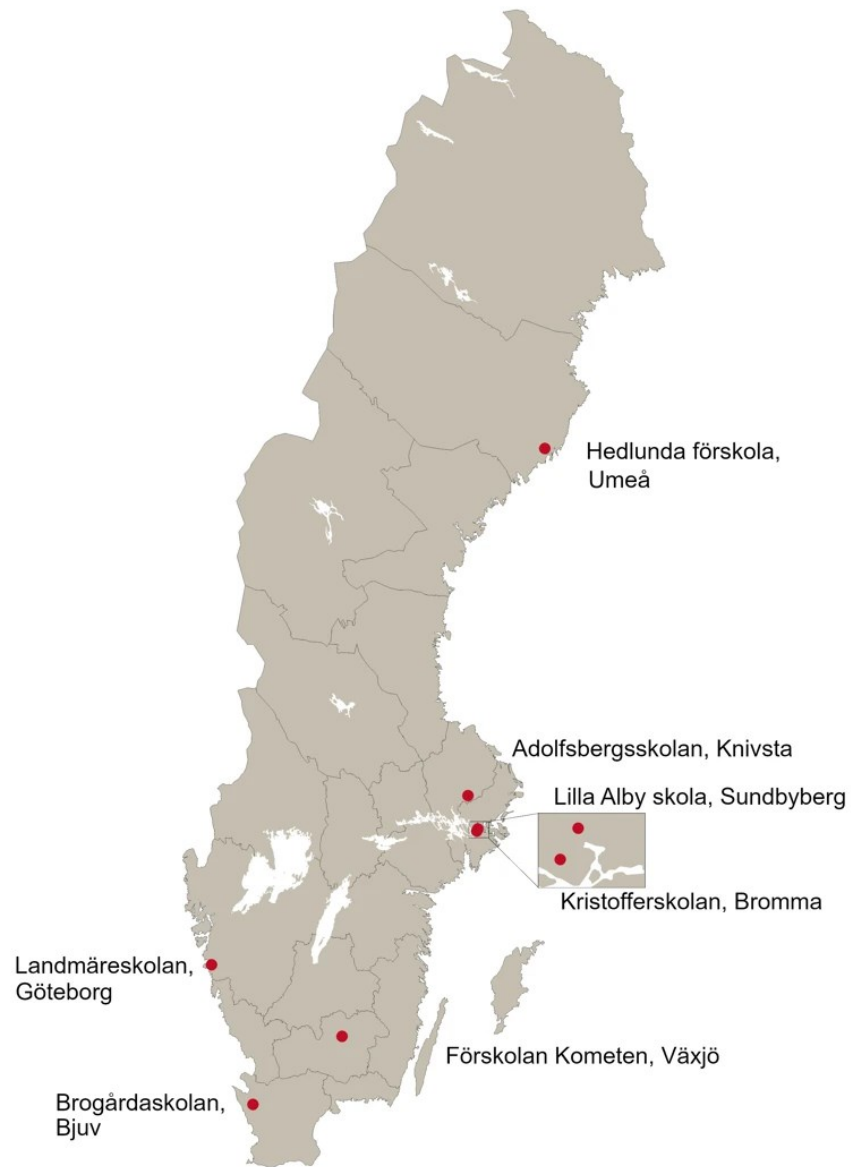 Hedlunda förskola,
Umeå
Adolfsbergsskolan, Knivsta
Lilla Alby skola, Sundbyberg
Kristofferskolan, Bromma
Landmäreskolan,
Göteborg
Förskolan Kometen, Växjö
Brogårdaskolan,
Bjuv